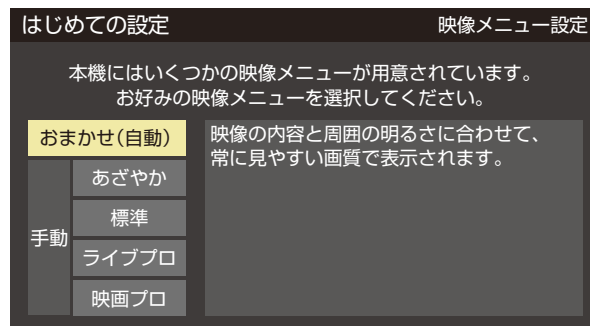 はじめての設定 映像メニュー設定
本機にはいくつかの映像メニューが用意されています。
お好みの映像メニューを選択してください。
おまかせ(自動)
手動
あざやか
標準
ライブプロ
映画プロ
映像の内容と周囲の明るさに合わせて、
常に見やすい画質で表示されます。